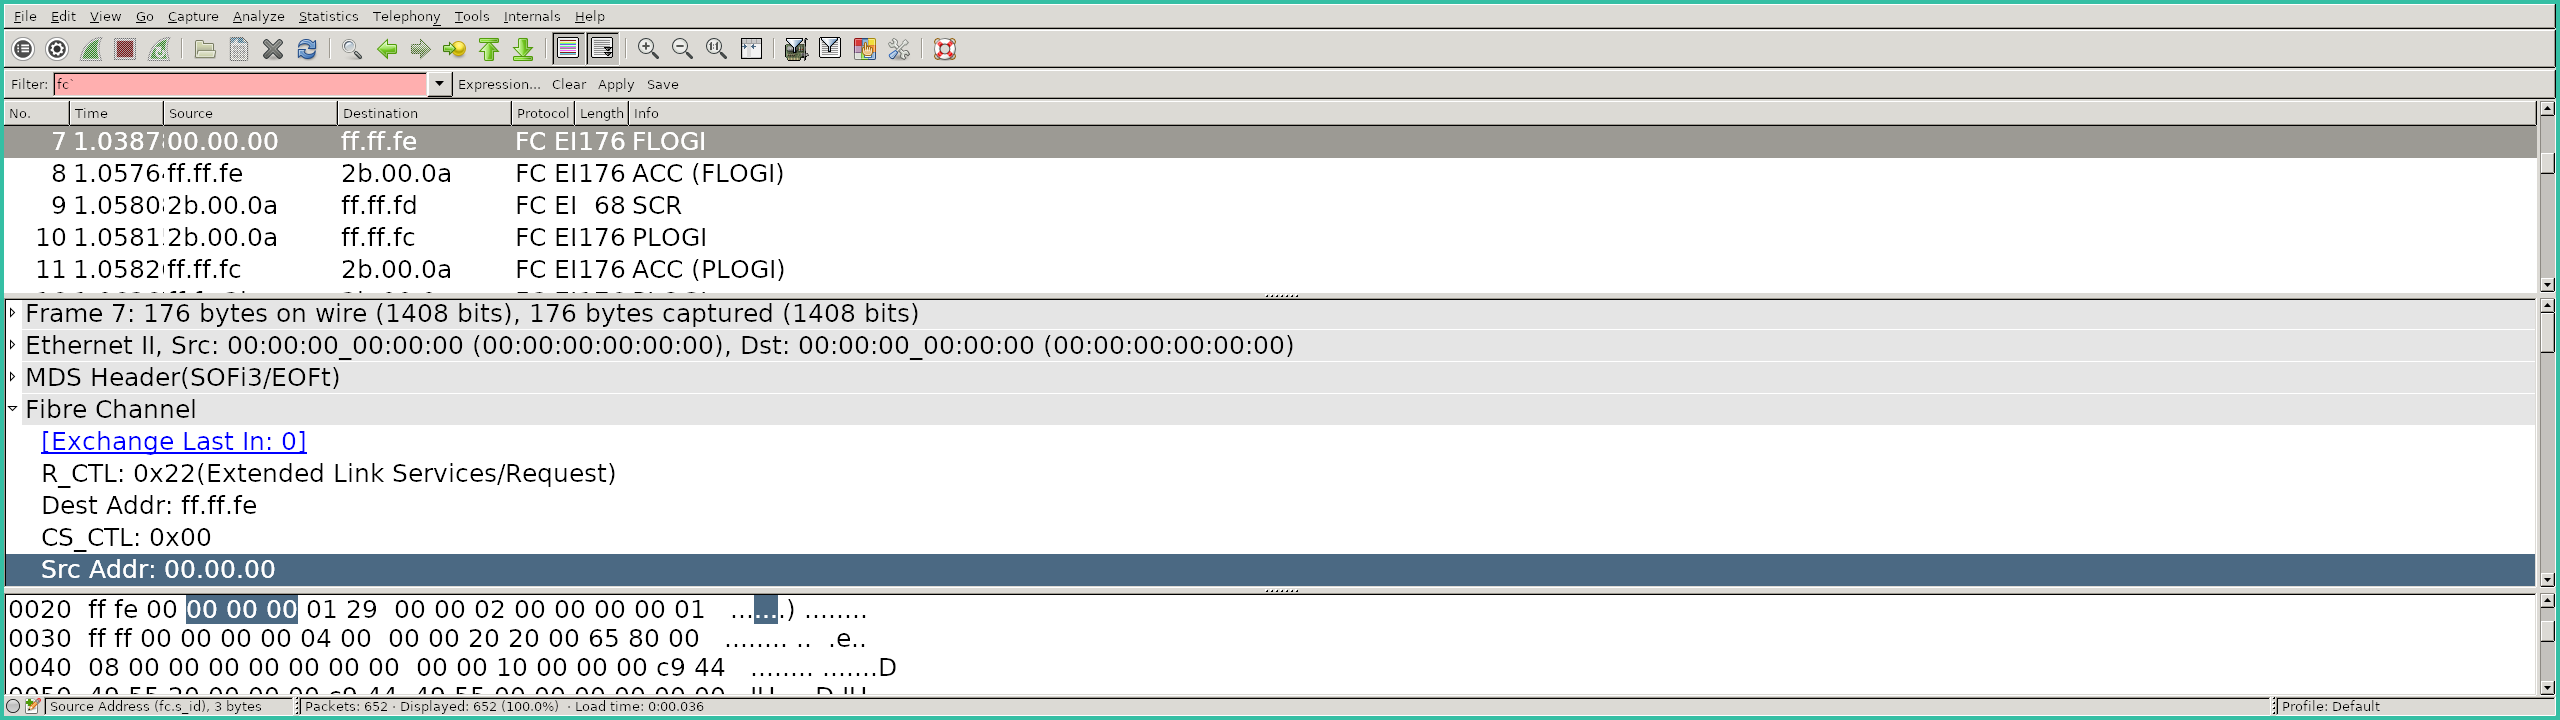 File Edit View Go Capture Analyze Statistics Telephony Tools Internals Help
Filter: fc` Expression... Clear Apply Save
No. Time Source Destination Protocol Length Info
7 1.0387 00.00.00 ff.ff.fe FC EI 176 FLOGI
8 1.0576 ff.ff.fe 2b.00.0a FC EI 176 ACC (FLOGI)
9 1.0580 2b.00.0a ff.ff.fd FC EI 68 SCR
10 1.0581 2b.00.0a ff.ff.fc FC EI 176 PLOGI
11 1.0582 ff.ff.fc 2b.00.0a FC EI 176 ACC (PLOGI)
Frame 7: 176 bytes on wire (1408 bits), 176 bytes captured (1408 bits)
Ethernet II, Src: 00:00:00_00:00:00 (00:00:00:00:00:00), Dst: 00:00:00_00:00:00 (00:00:00:00:00:00)
MDS Header(SOFi3/EOFt)
Fibre Channel
[Exchange Last In: 0]
R_CTL: 0x22(Extended Link Services/Request)
Dest Addr: ff.ff.fe
CS_CTL: 0x00
Src Addr: 00.00.00
0020 ff fe 00 00 00 00 01 29 00 00 02 00 00 00 00 01 .......) ........
0030 ff ff 00 00 00 00 04 00 00 00 20 20 00 65 80 00 ........ .. .e..
0040 08 00 00 00 00 00 00 00 00 00 10 00 00 00 c9 44 ........ .......D
Source Address (fc.s_id), 3 bytes Packets: 652 · Displayed: 652 (100.0%) · Load time: 0:00.036 Profile: Default